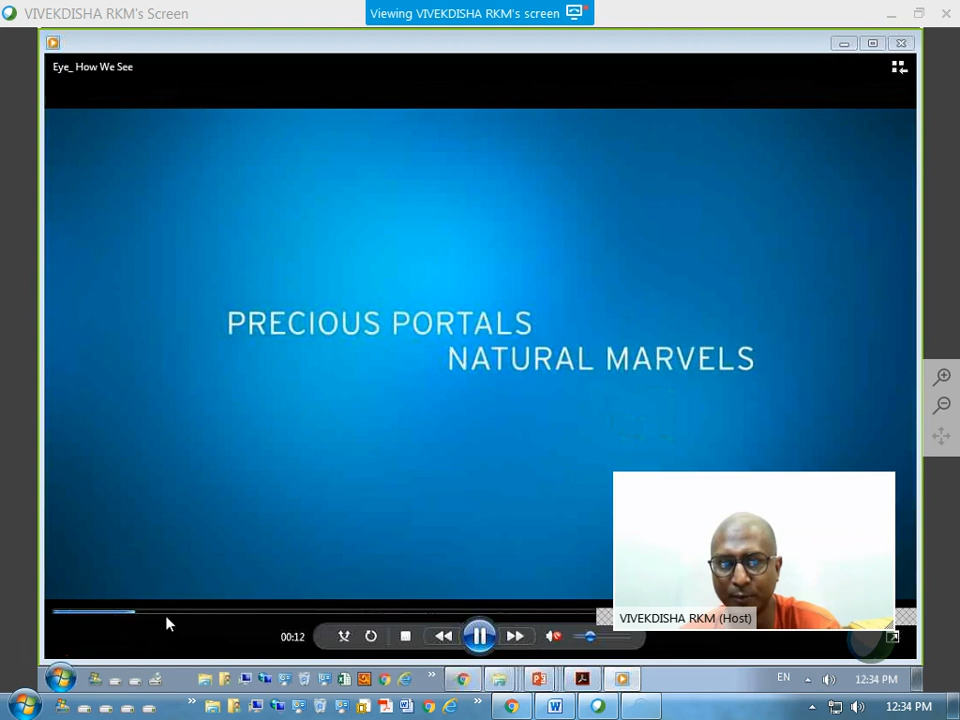 VIVEKDISHA RKM's Screen
Viewing VIVEKDISHA RKM's screen
Eye_ How We See
PRECIOUS PORTALS
NATURAL MARVELS
VIVEKDISHA RKM (Host)
00:12
EN
12:34 PM
12:34 PM